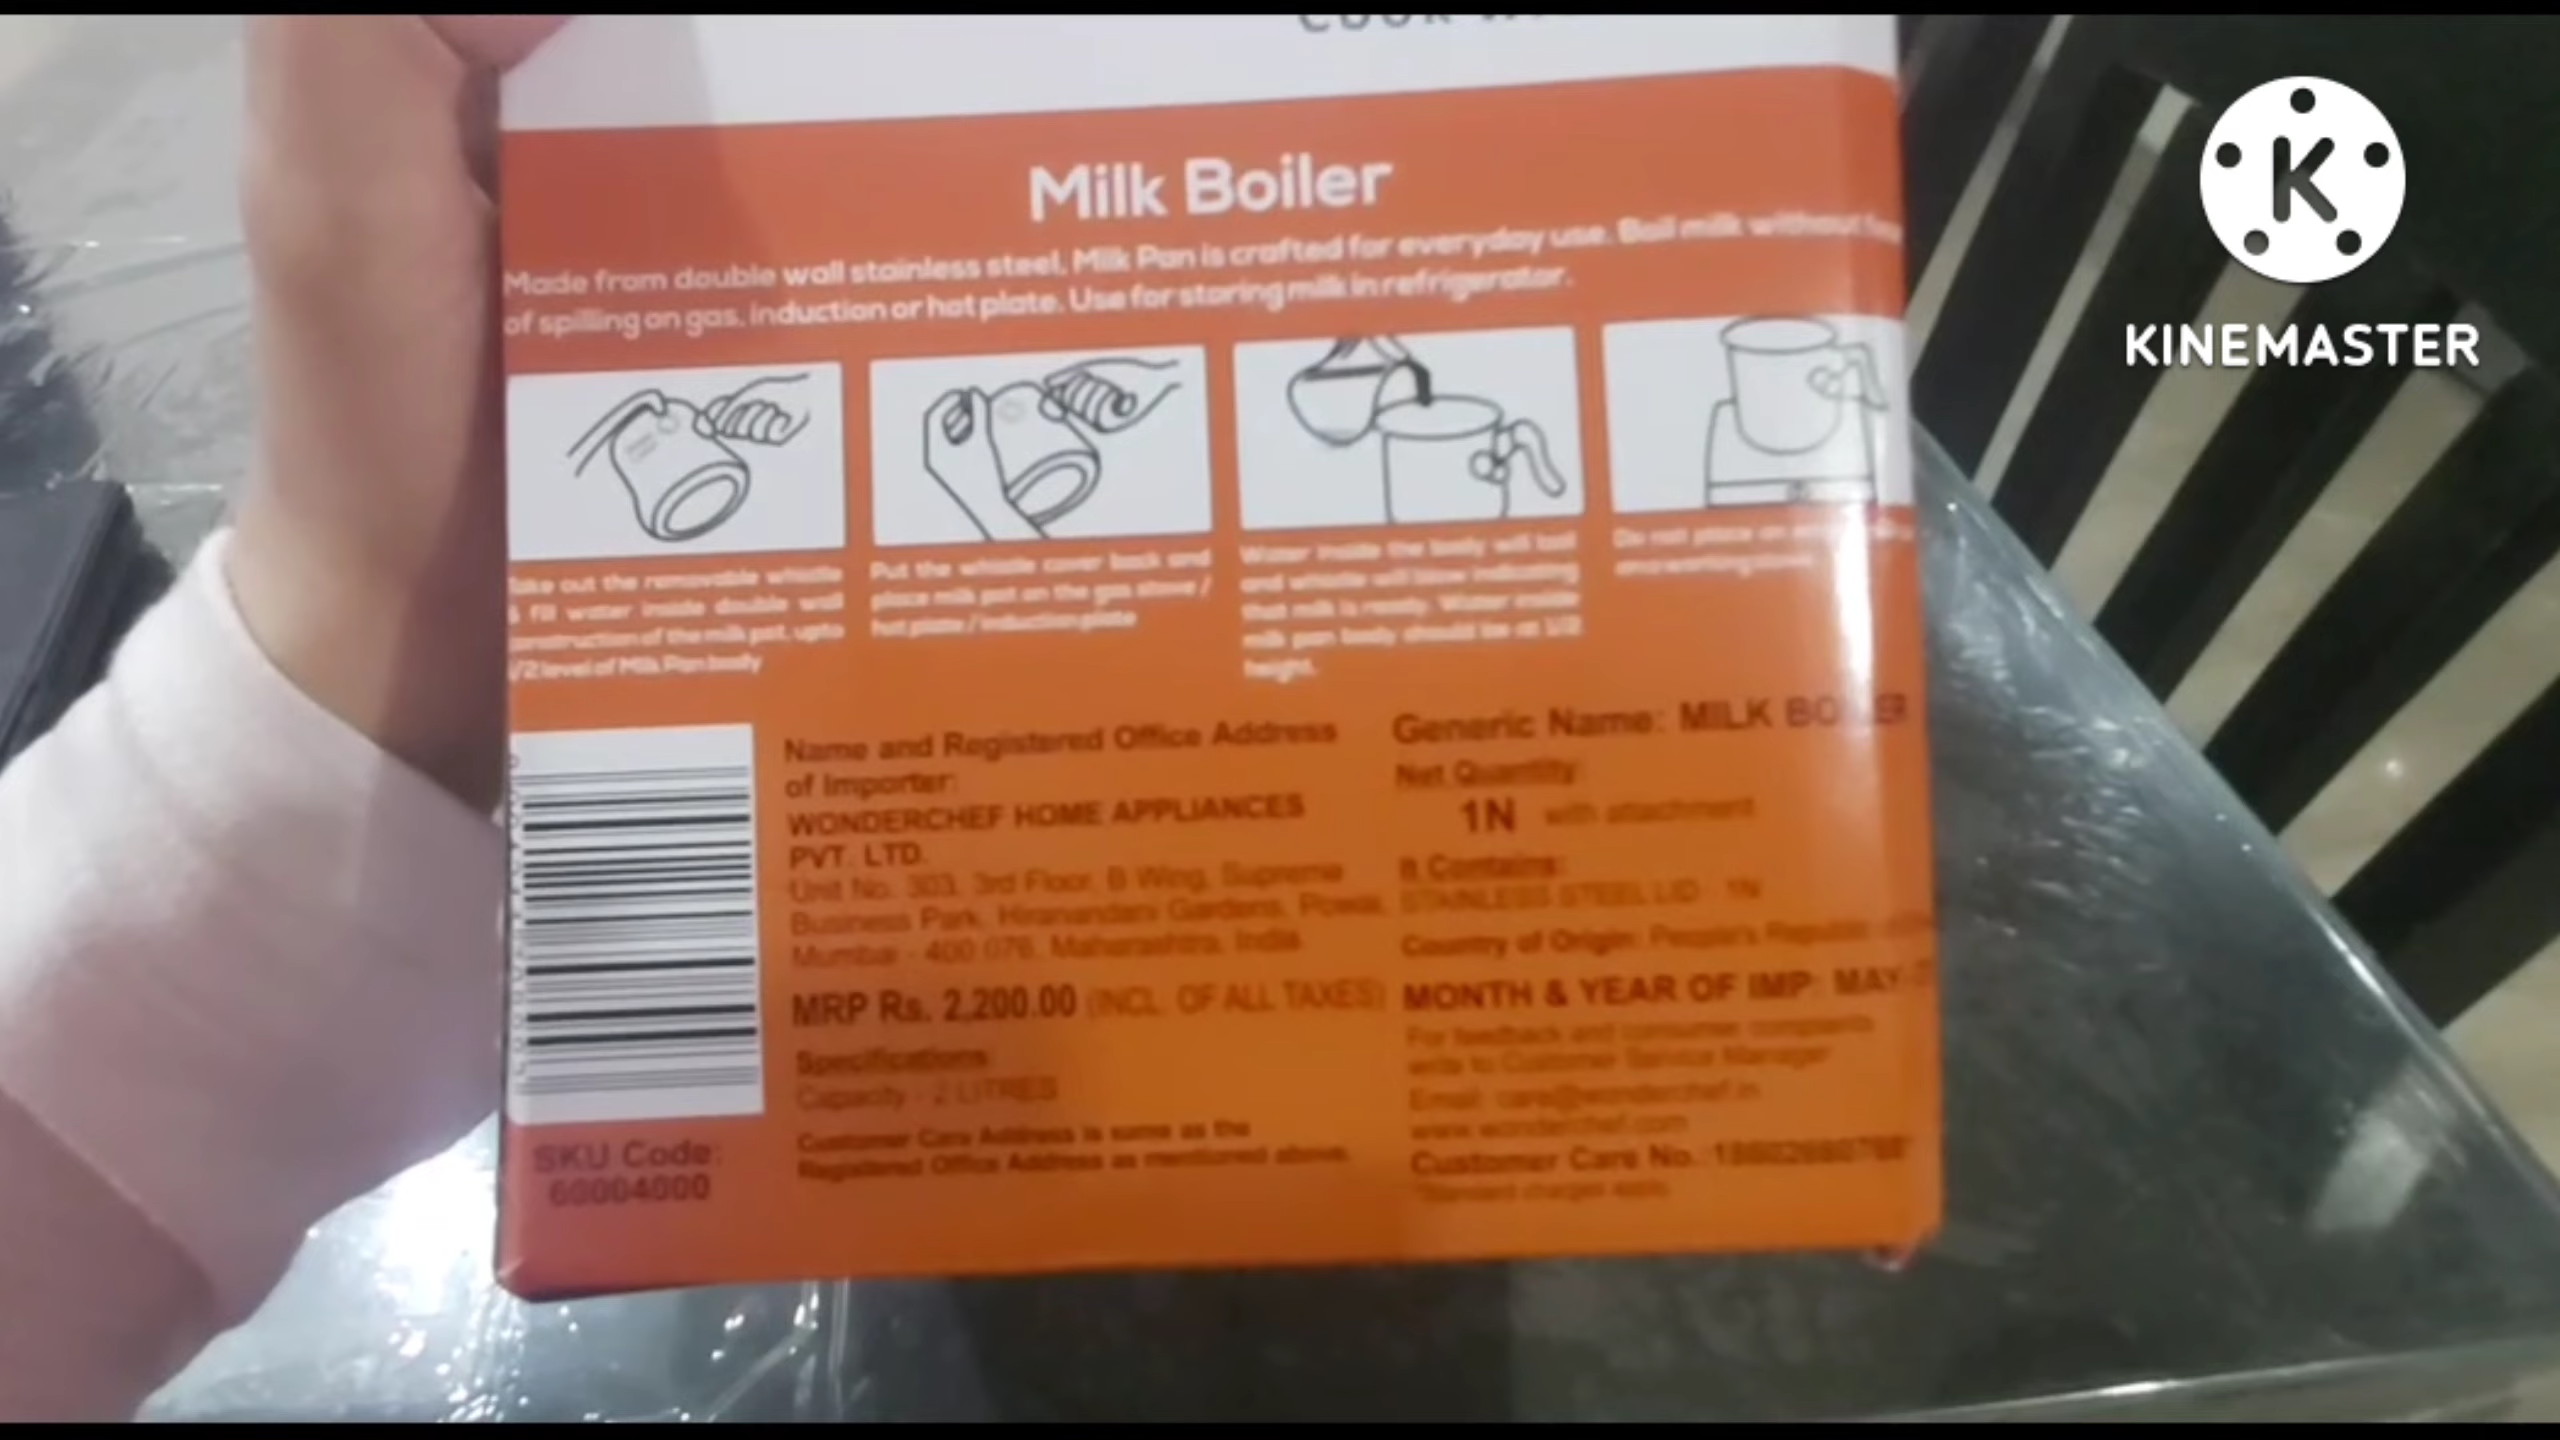 Milk Boiler
Made from double wall stainless steel, Milk Pan is crafted for everyday use. Boil milk without
of spilling on gas, induction or hot plate. Use for storing milk in refrigerator.
Take out the removable whistle
& fill water inside double wall
construction of the milk pot, upto
1/2 level of Milk Pan body
Put the whistle cover back and
place milk pot on the gas stove /
hot plate / induction plate
Water inside the body will boil
and whistle will blow indicating
that milk is ready. Water inside
milk pan body should be at 1/2
height.
Do not place an
on a working stove.
Name and Registered Office Address
of Importer:
WONDERCHEF HOME APPLIANCES
PVT. LTD.
Unit No. 303, 3rd Floor, B Wing, Supreme
Business Park, Hiranandani Gardens, Powai,
Mumbai - 400 076, Maharashtra, India
MRP Rs. 2,200.00 (INCL. OF ALL TAXES)
Specifications
Capacity - 2 LITRES
Customer Care Address is same as the
Registered Office Address as mentioned above.
Generic Name: MILK BOILER
Net Quantity:
1N with attachment
It Contains:
STAINLESS STEEL LID - 1N
Country of Origin: People's Republic
MONTH & YEAR OF IMP: MAY
For feedback and consumer complaints
write to Customer Service Manager
Email: care@wonderchef.in
www.wonderchef.com
Customer Care No.:
*Standard charges apply
SKU Code:
60004000
K
KINEMASTER